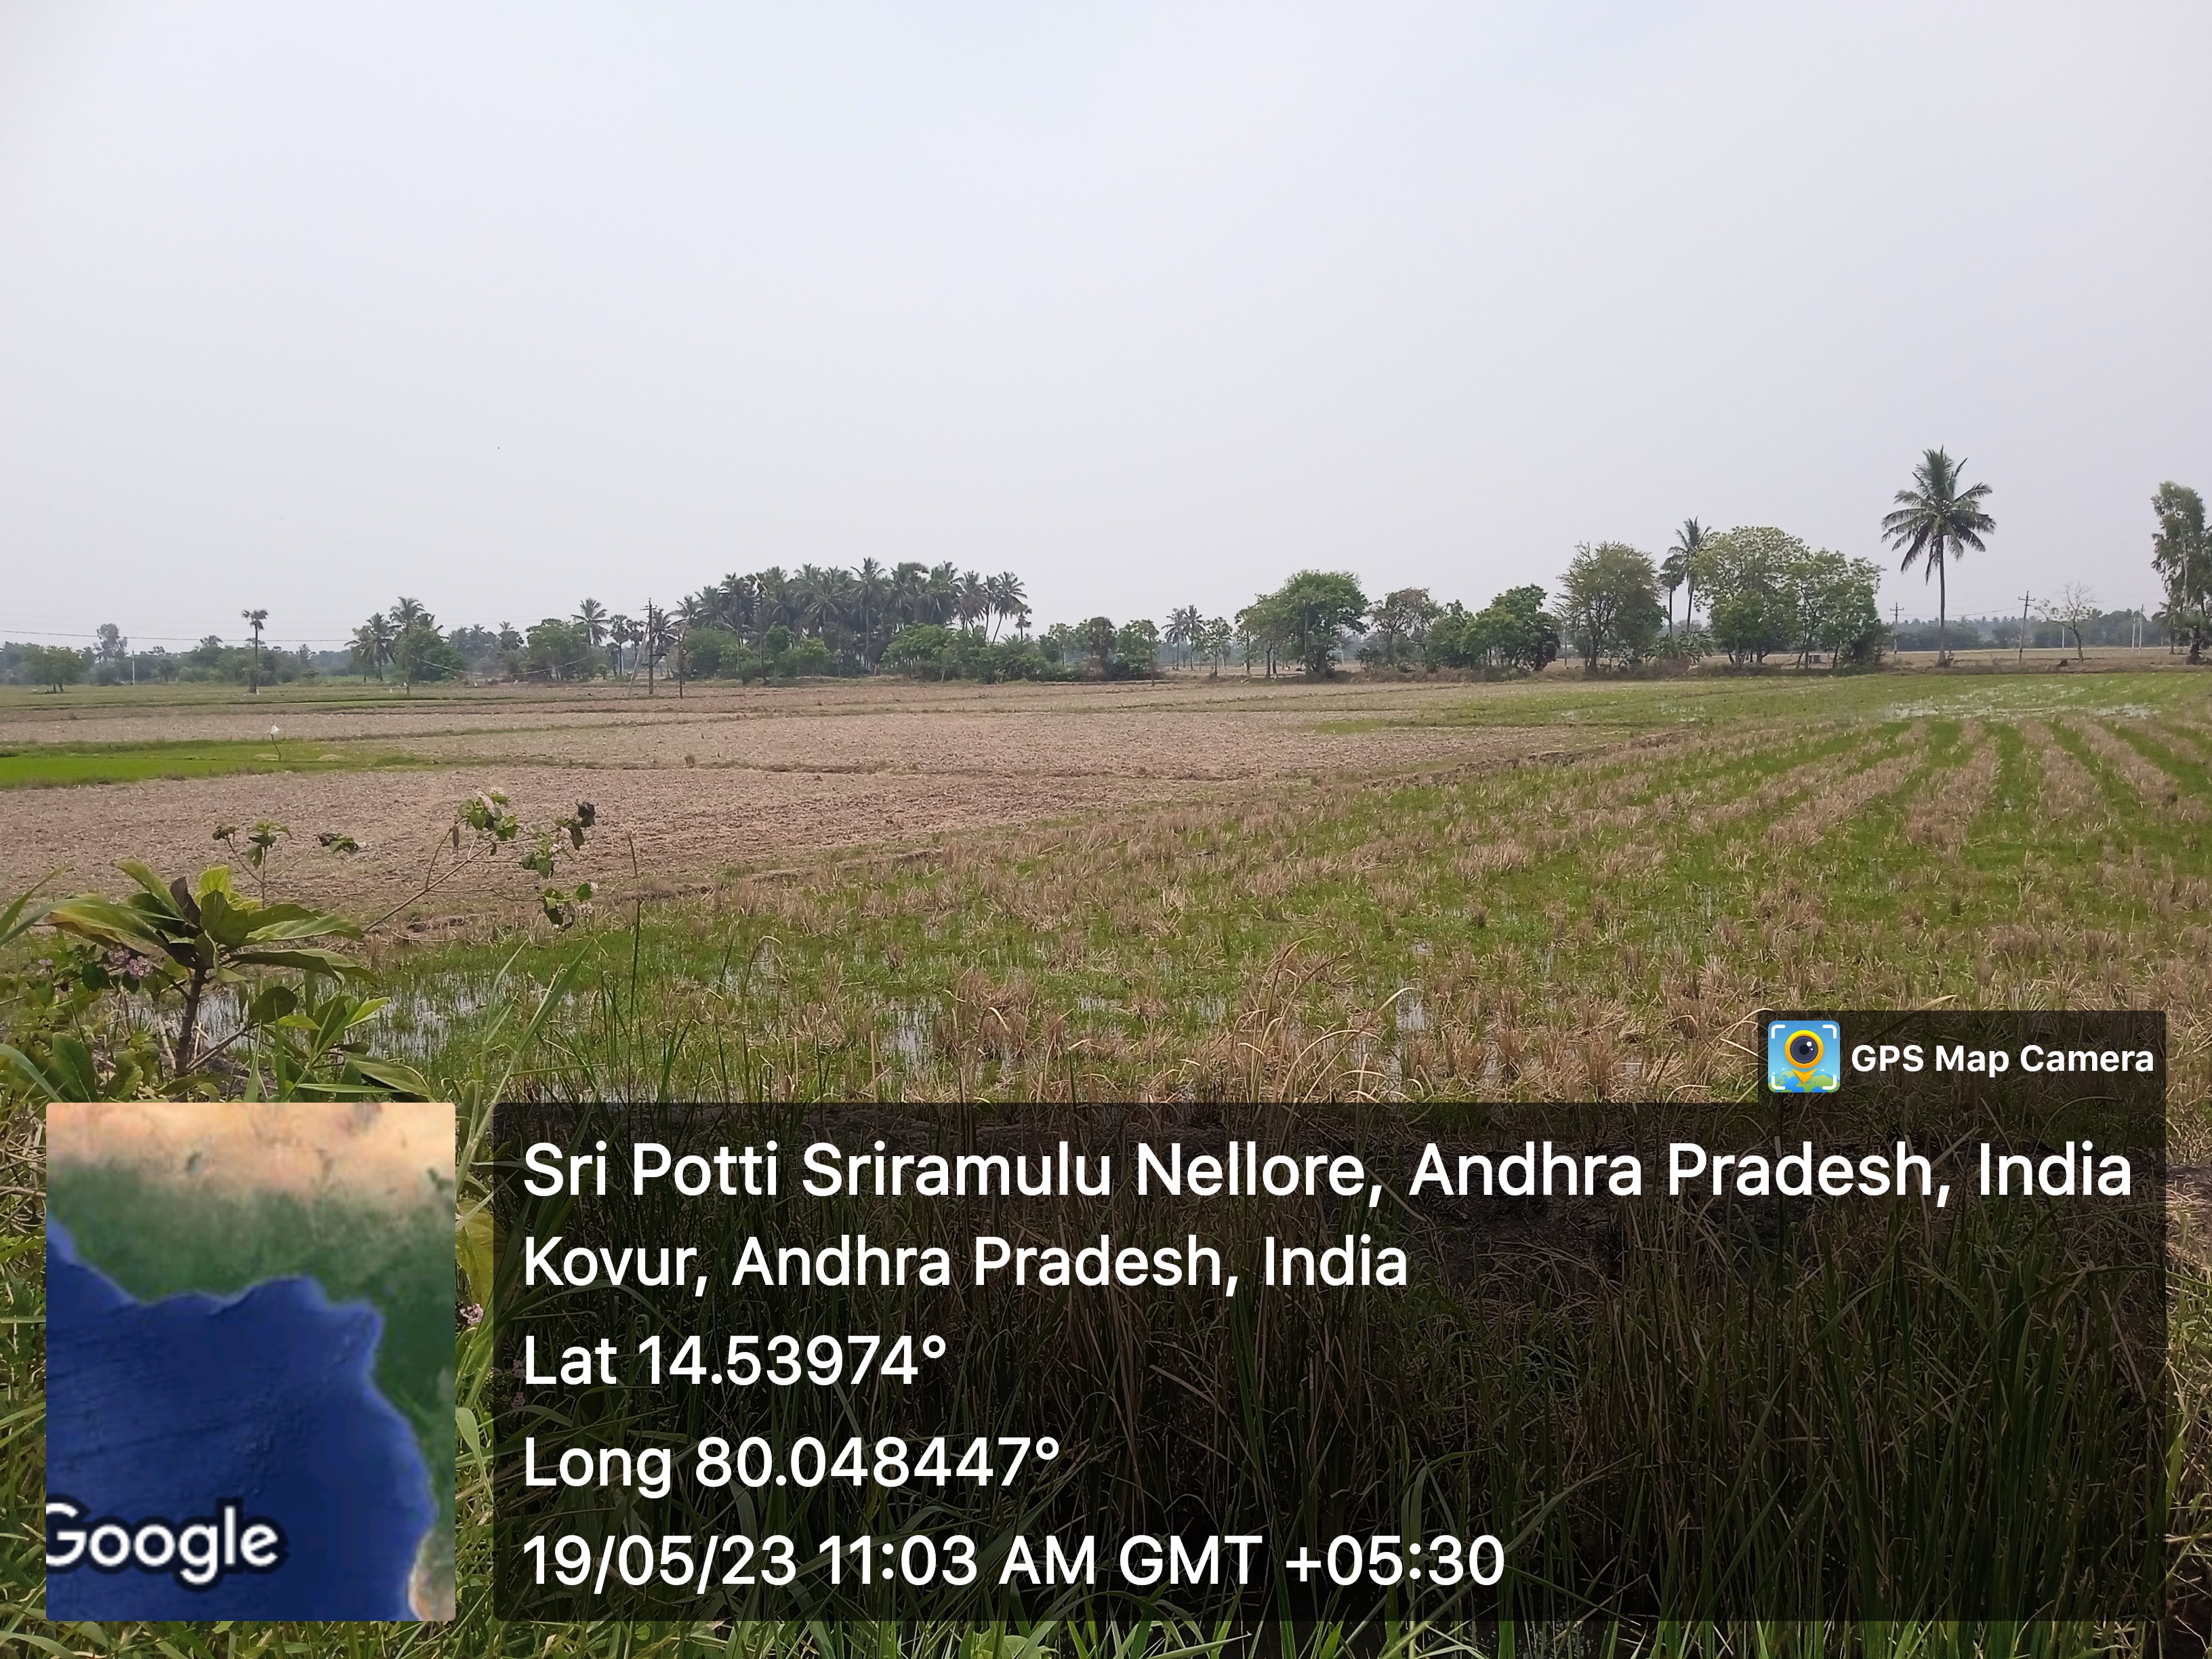 GPS Map Camera
Sri Potti Sriramulu Nellore, Andhra Pradesh, India
Kovur, Andhra Pradesh, India
Lat 14.53974°
Long 80.048447°
19/05/23 11:03 AM GMT +05:30
Google